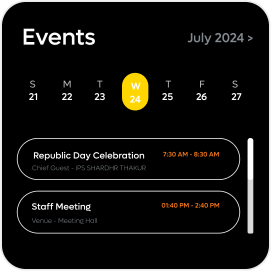 Events
July 2024 >
S M T W T F S
21 22 23 24 25 26 27
Republic Day Celebration 7:30 AM - 8:30 AM
Chief Guest - IPS SHARDHR THAKUR
Staff Meeting 01:40 PM - 2:40 PM
Venue - Meeting Hall